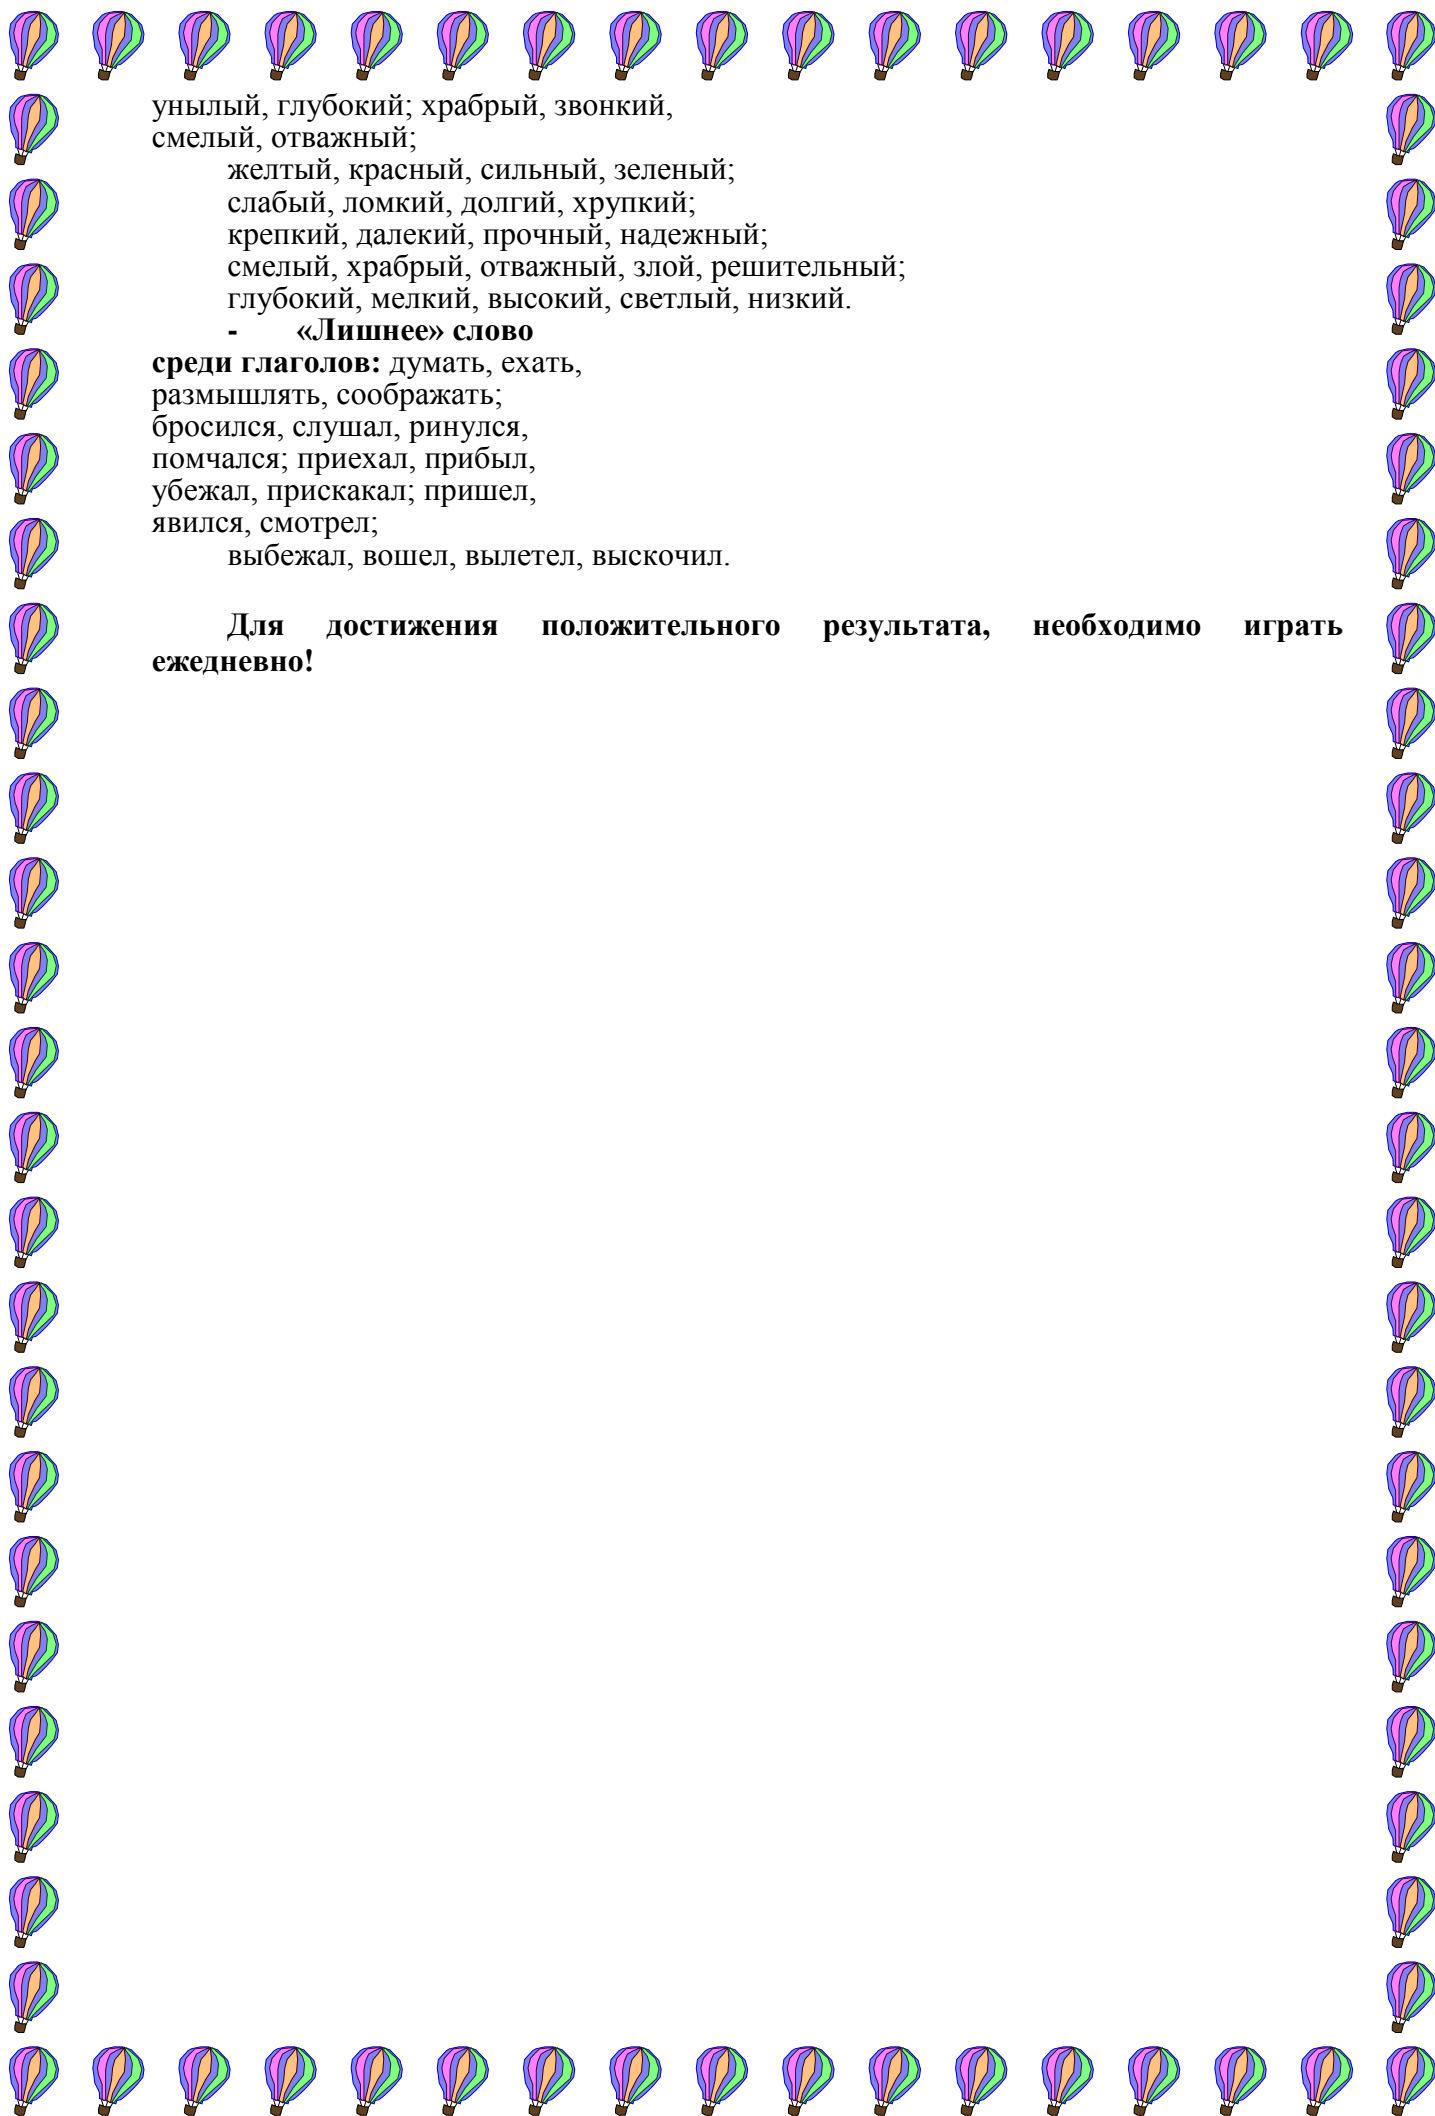 унылый, глубокий; храбрый, звонкий,
смелый, отважный;
желтый, красный, сильный, зеленый;
слабый, ломкий, долгий, хрупкий;
крепкий, далекий, прочный, надежный;
смелый, храбрый, отважный, злой, решительный;
глубокий, мелкий, высокий, светлый, низкий.
- «Лишнее» слово
среди глаголов: думать, ехать,
размышлять, соображать;
бросился, слушал, ринулся,
помчался; приехал, прибыл,
убежал, прискакал; пришел,
явился, смотрел;
выбежал, вошел, вылетел, выскочил.
Для достижения положительного результата, необходимо играть
ежедневно!